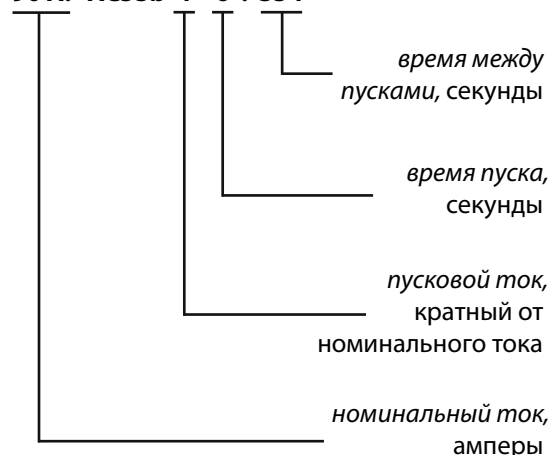 время между
пусками, секунды
время пуска,
секунды
пусковой ток,
кратный от
номинального тока
номинальный ток,
амперы